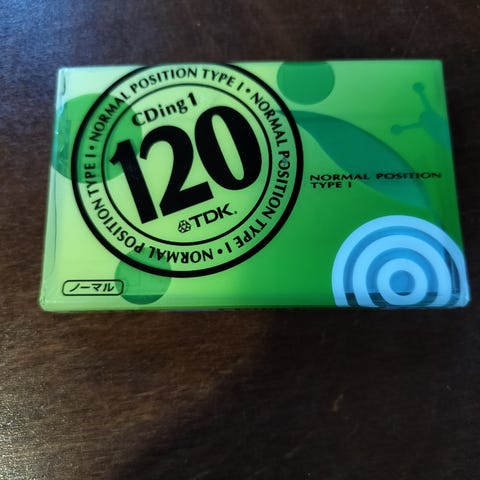 NORMAL POSITION TYPE I • NORMAL POSITION TYPE I • NORMAL POSITION TYPE I •
CDing1
120
TDK.
NORMAL POSITION
TYPE I
ノーマル